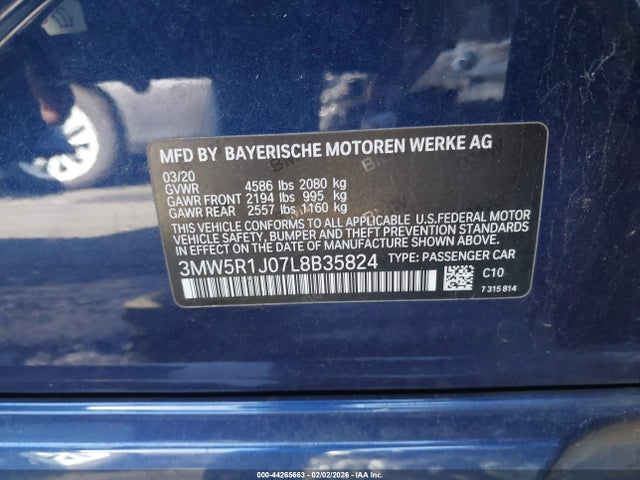 MFD BY BAYERISCHE MOTOREN WERKE AG
03/20
GVWR 4586 lbs 2080 kg
GAWR FRONT 2194 lbs 995 kg
GAWR REAR 2557 lbs 1160 kg
THIS VEHICLE CONFORMS TO ALL APPLICABLE U.S.FEDERAL MOTOR
VEHICLE SAFETY, BUMPER, AND THEFT PREVENTION STANDARDS
IN EFFECT ON THE DATE OF MANUFACTURE SHOWN ABOVE.
3MW5R1J07L8B35824 TYPE: PASSENGER CAR
C10
7 315 814
000-44265663 | 02/02/2026 - IAA Inc.